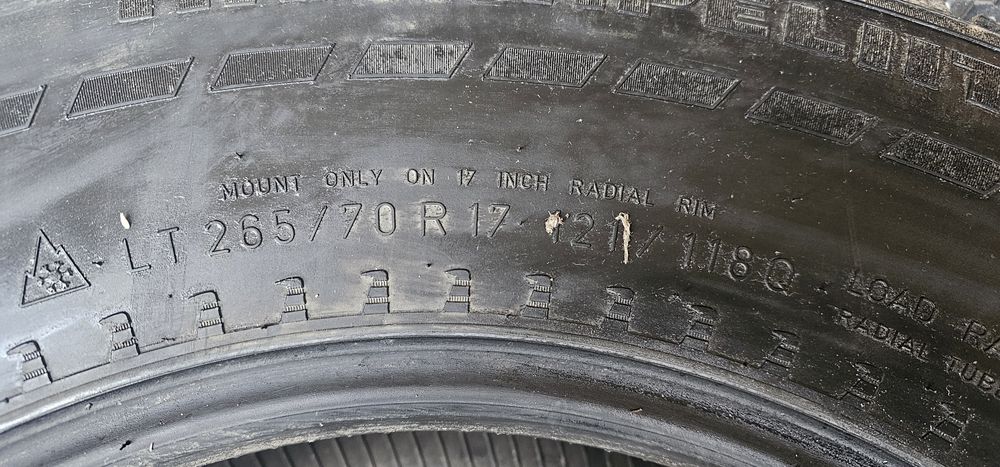 MOUNT ONLY ON 17 INCH RADIAL RIM
LT 265/70 R 17 121/118Q
LOAD
RADIAL